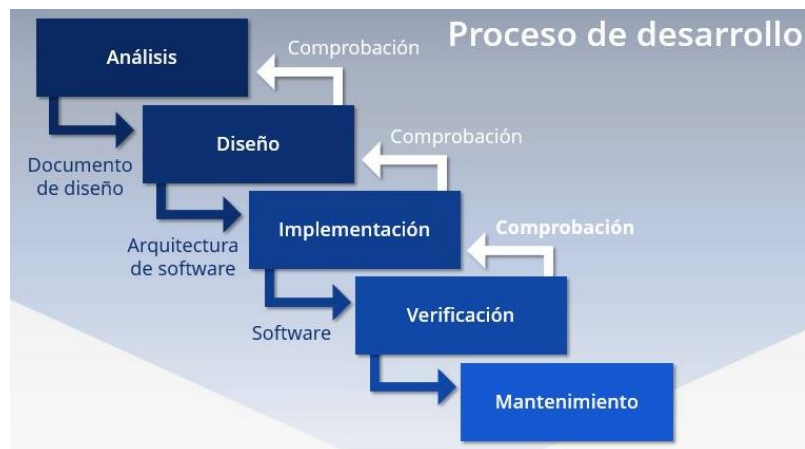 Proceso de desarrollo
Análisis
Comprobación
Documento
de diseño
Diseño
Comprobación
Arquitectura
de software
Implementación
Comprobación
Software
Verificación
Mantenimiento